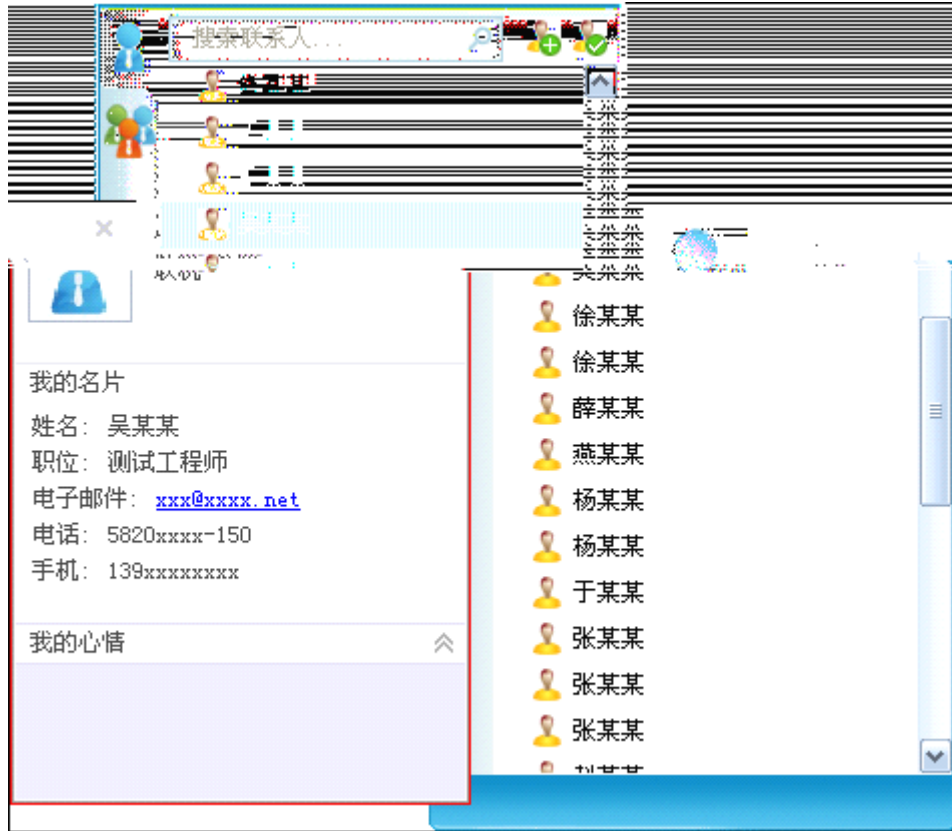 搜索联系人...
我的名片
姓名: 吴某某
职位: 测试工程师
电子邮件: xxx@xxxx.net
电话: 5820xxxx-150
手机: 139xxxxxxxx
我的心情
徐某某
徐某某
薛某某
燕某某
杨某某
杨某某
于某某
张某某
张某某
张某某